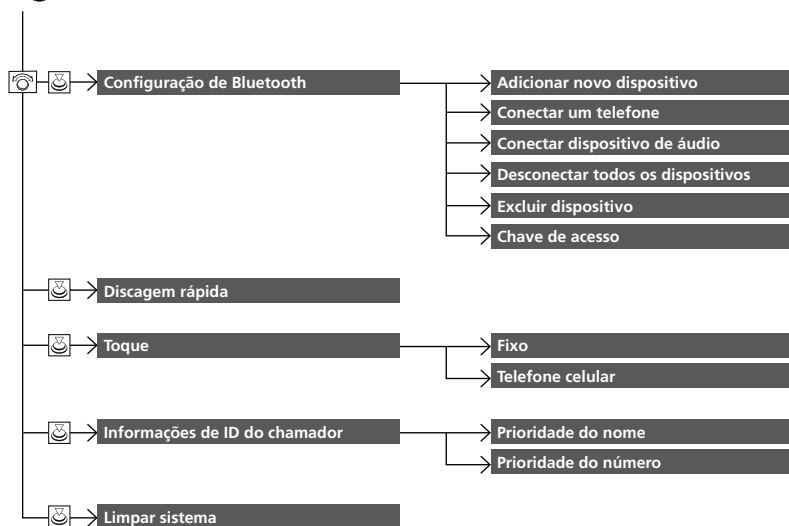 Configuração de Bluetooth
Adicionar novo dispositivo
Conectar um telefone
Conectar dispositivo de áudio
Desconectar todos os dispositivos
Excluir dispositivo
Chave de acesso
Discagem rápida
Toque
Fixo
Telefone celular
Informações de ID do chamador
Prioridade do nome
Prioridade do número
Limpar sistema